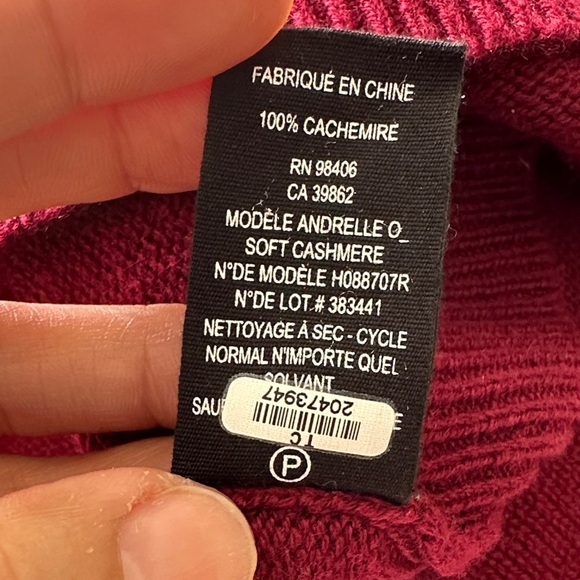 FABRIQUÉ EN CHINE
100% CACHEMIRE
RN 98406
CA 39862
MODÈLE ANDRELLE O_
SOFT CASHMERE
N°DE MODÈLE H088707R
N°DE LOT.# 383441
NETTOYAGE À SEC - CYCLE
NORMAL N'IMPORTE QUEL
SOLVANT
TC
20473947
P